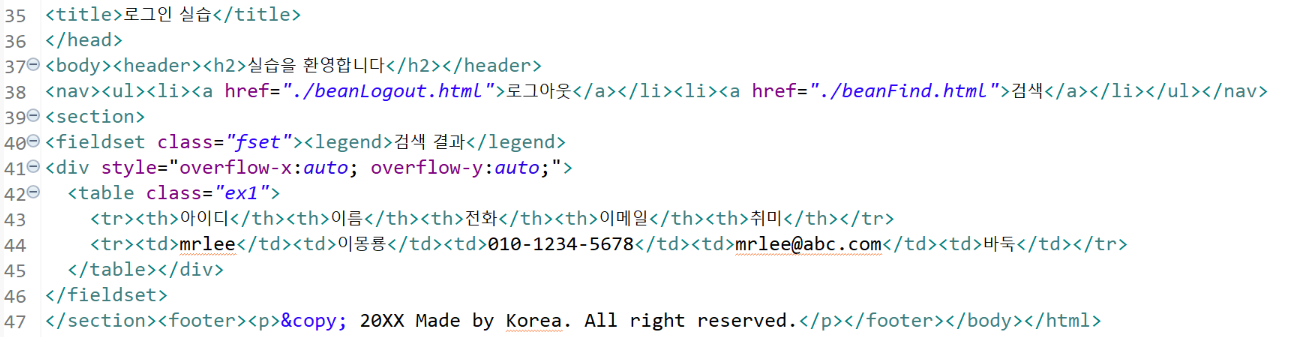 35 <title>로그인 실습</title>
36 </head>
37 <body><header><h2>실습을 환영합니다</h2></header>
38 <nav><ul><li><a href="./beanLogout.html">로그아웃</a></li><li><a href="./beanFind.html">검색</a></li></ul></nav>
39 <section>
40 <fieldset class="fset"><legend>검색 결과</legend>
41 <div style="overflow-x:auto; overflow-y:auto;">
42 <table class="ex1">
43 <tr><th>아이디</th><th>이름</th><th>전화</th><th>이메일</th><th>취미</th></tr>
44 <tr><td>mrlee</td><td>이몽룡</td><td>010-1234-5678</td><td>mrlee@abc.com</td><td>바둑</td></tr>
45 </table></div>
46 </fieldset>
47 </section><footer><p>&copy; 20XX Made by Korea. All right reserved.</p></footer></body></html>